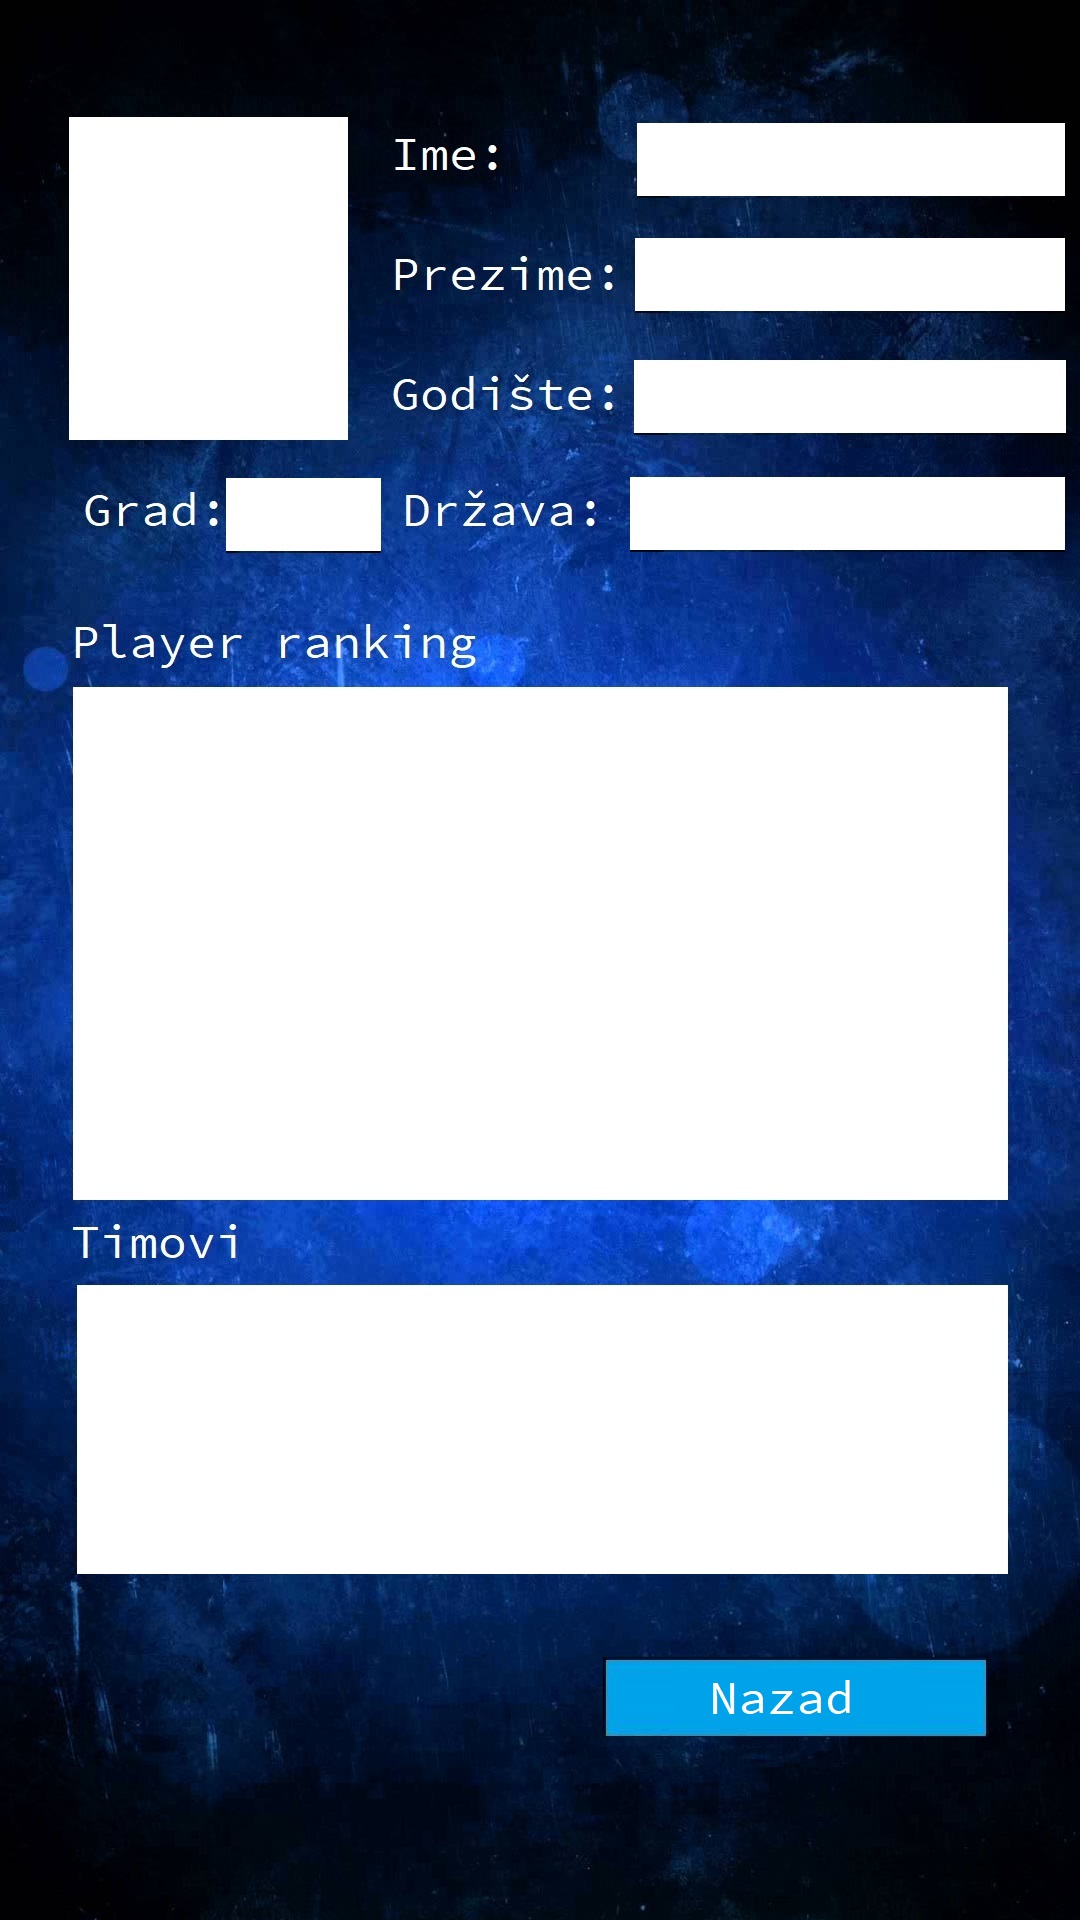 Ime:
Prezime:
Godište:
Grad: Država:
Player ranking
Timovi
Nazad